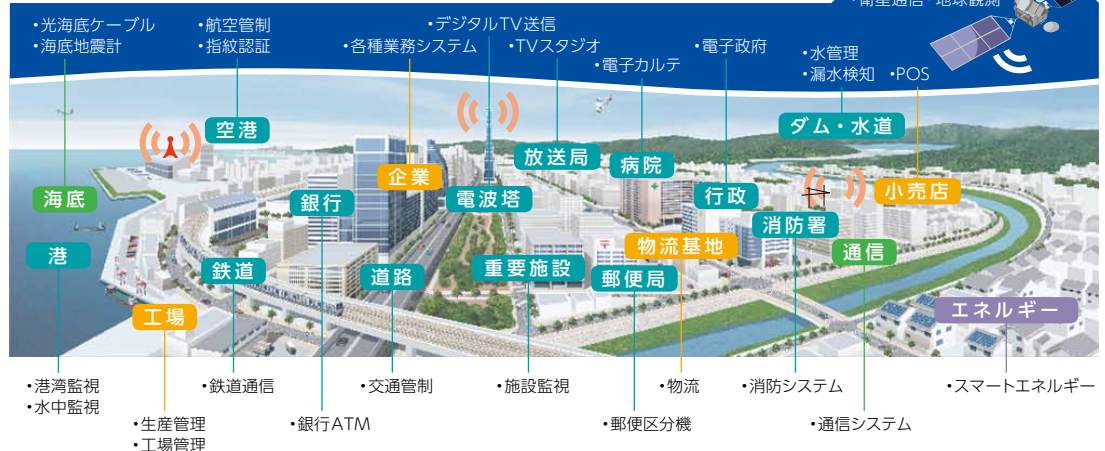 ・衛星通信・地球観測
・光海底ケーブル
・海底地震計
・航空管制
・指紋認証
・各種業務システム
・デジタルTV送信
・TVスタジオ
・電子カルテ
・電子政府
・水管理
・漏水検知
・POS
空港
ダム・水道
放送局
病院
企業
海底
銀行
電波塔
行政
小売店
消防署
港
鉄道
道路
重要施設
郵便局
物流基地
通信
工場
エネルギー
・港湾監視
・水中監視
・生産管理
・工場管理
・鉄道通信
・銀行ATM
・交通管制
・施設監視
・郵便区分機
・物流
・消防システム
・通信システム
・スマートエネルギー